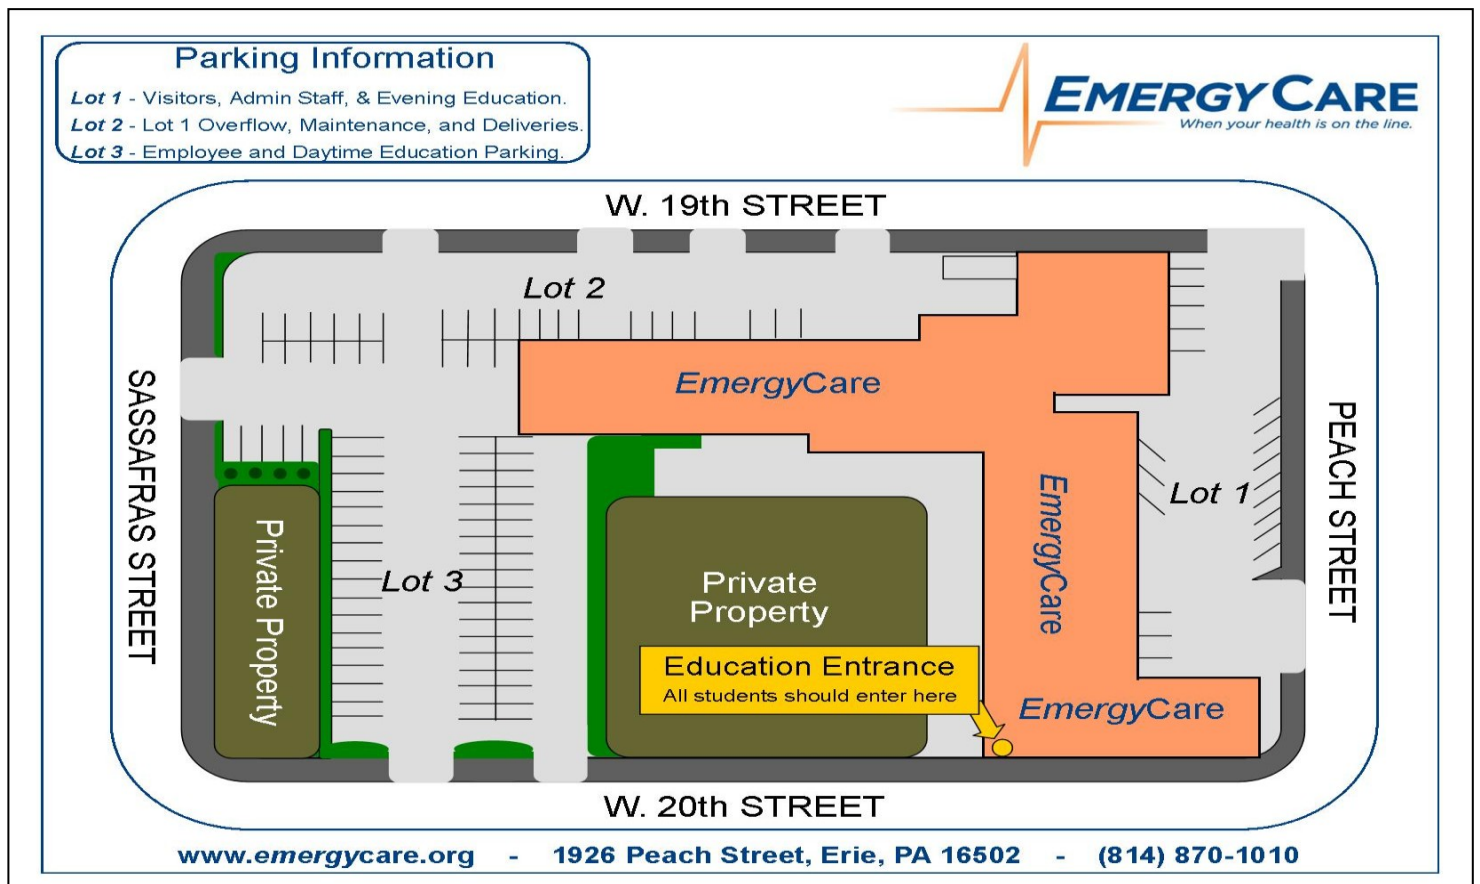 Parking Information
Lot 1 - Visitors, Admin Staff, & Evening Education.
Lot 2 - Lot 1 Overflow, Maintenance, and Deliveries.
Lot 3 - Employee and Daytime Education Parking.
EMERGYCARE
When your health is on the line.
W. 19th STREET
Lot 2
EmergyCare
SASSAFRAS STREET
PEACH STREET
Lot 1
EmergyCare
Private Property
Lot 3
Private
Property
Education Entrance
All students should enter here
EmergyCare
W. 20th STREET
www.emergycare.org - 1926 Peach Street, Erie, PA 16502 - (814) 870-1010